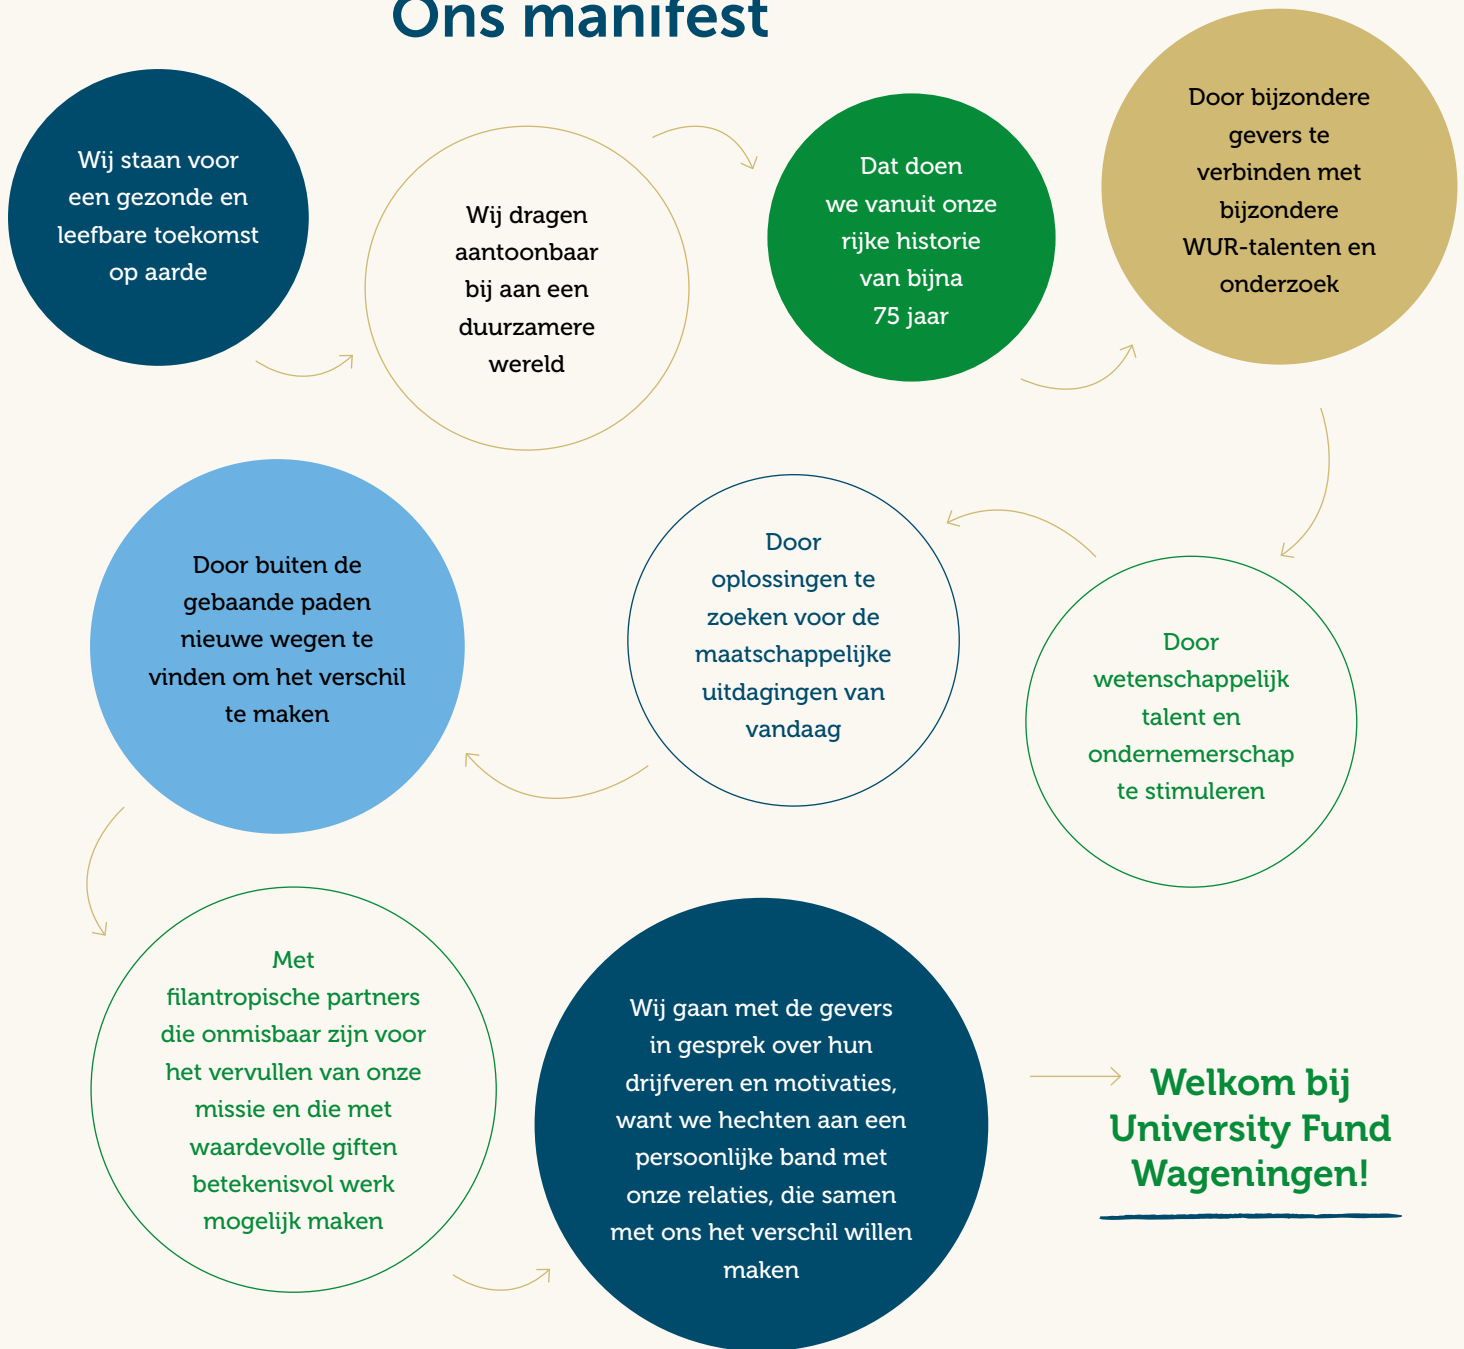 Ons manifest
Wij staan voor
een gezonde en
leefbare toekomst
op aarde
Wij dragen
aantoonbaar
bij aan een
duurzamere
wereld
Dat doen
we vanuit onze
rijke historie
van bijna
75 jaar
Door bijzondere
gevers te
verbinden met
bijzondere
WUR-talenten en
onderzoek
Door
wetenschappelijk
talent en
ondernemerschap
te stimuleren
Door
oplossingen te
zoeken voor de
maatschappelijke
uitdagingen van
vandaag
Door buiten de
gebaande paden
nieuwe wegen te
vinden om het verschil
te maken
Met
filantropische partners
die onmisbaar zijn voor
het vervullen van onze
missie en die met
waardevolle giften
betekenisvol werk
mogelijk maken
Wij gaan met de gevers
in gesprek over hun
drijfveren en motivaties,
want we hechten aan een
persoonlijke band met
onze relaties, die samen
met ons het verschil willen
maken
Welkom bij
University Fund
Wageningen!